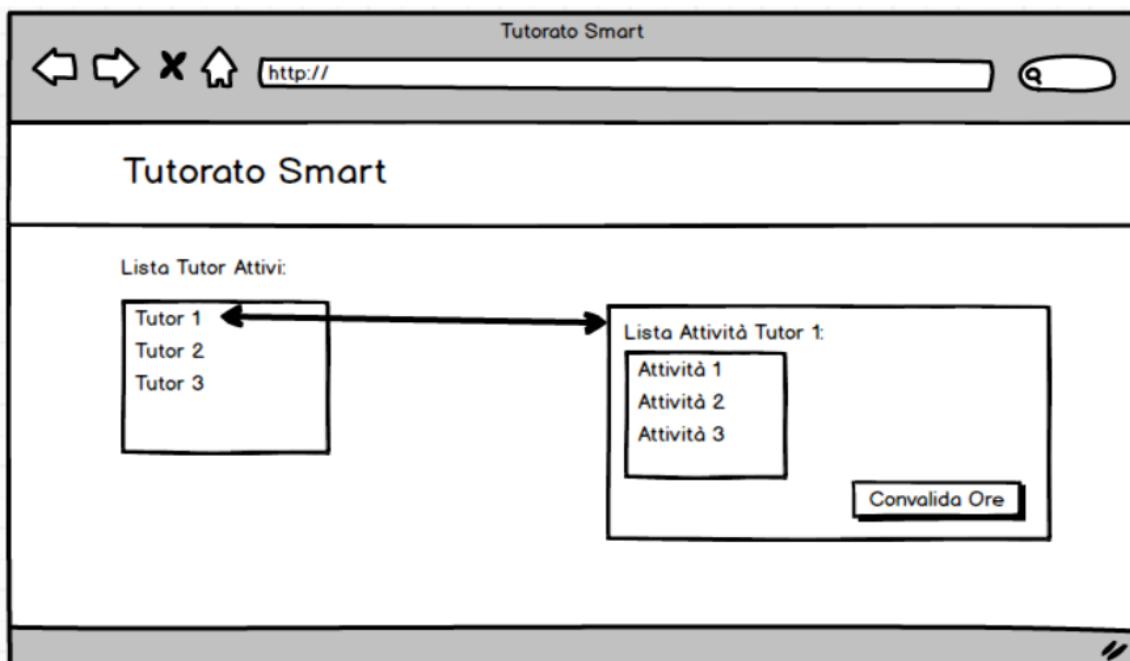 Tutorato Smart
http://
Tutorato Smart
Lista Tutor Attivi:
Tutor 1
Tutor 2
Tutor 3
Lista Attività Tutor 1:
Attività 1
Attività 2
Attività 3
Convalida Ore